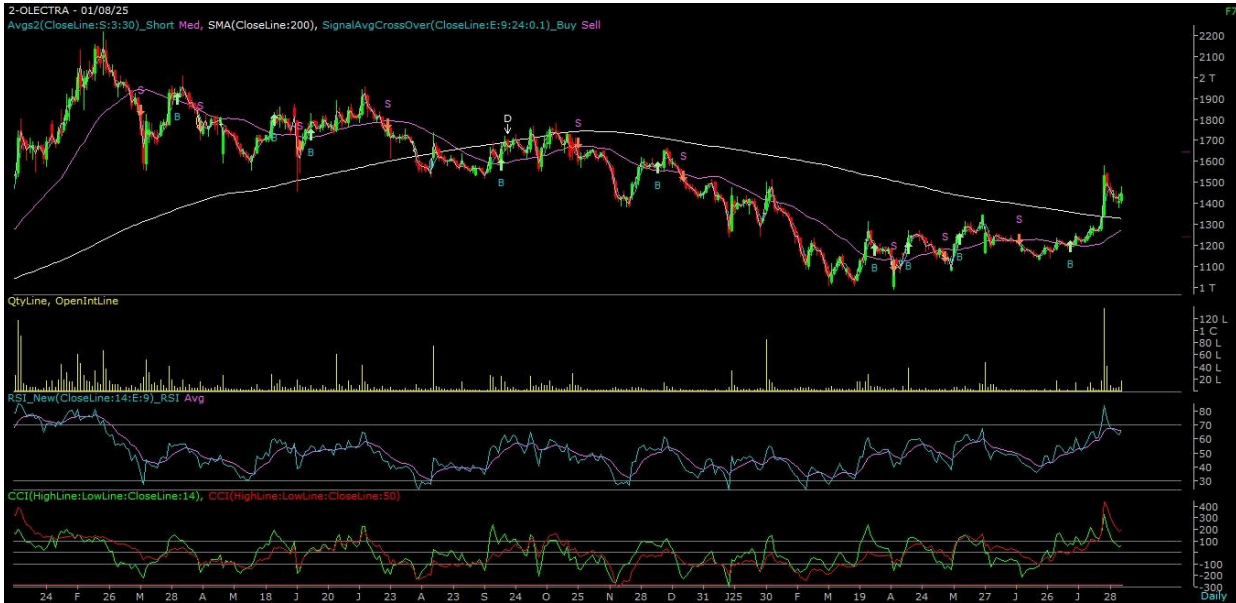 2-OLECTRA - 01/08/25
F7
Avgs2(CloseLine:S:3:30)_Short Med, SMA(CloseLine:200), SignalAvgCrossOver(CloseLine:E:9:24:0.1)_Buy Sell
2200
2100
2 T
1900
1800
1700
1600
1500
1400
1300
1200
1100
1 T
S B S B S B S D B S B S B S B S B S B
QtyLine, OpenIntLine
120 L
1 C
80 L
60 L
40 L
20 L
RSI_New(CloseLine:14:E:9)_RSI Avg
80
70
60
50
40
30
CCI(HighLine:LowLine:CloseLine:14), CCI(HighLine:LowLine:CloseLine:50)
400
300
200
100
0
-100
-200
-300
24 F 26 M 28 A M 18 J 20 J 23 A 23 S 24 O 25 N 28 D 31 J25 30 F M 19 A 24 M 27 J 26 J 28 Daily